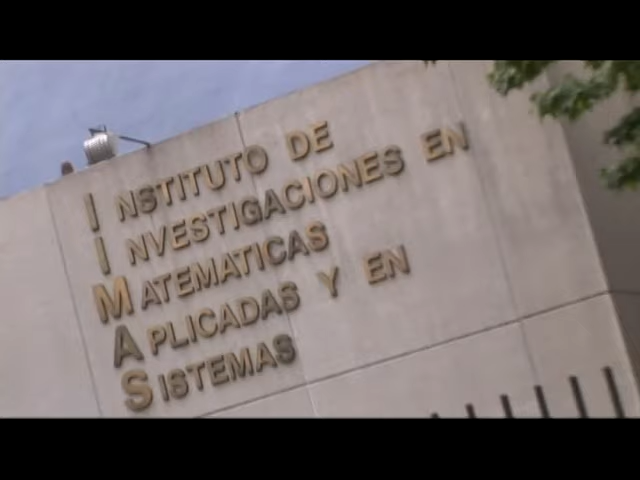 INSTITUTO DE
INVESTIGACIONES EN
MATEMATICAS
APLICADAS Y EN
SISTEMAS